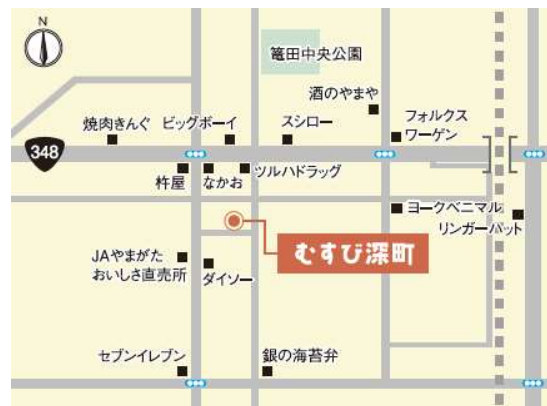 N
篭田中央公園
酒のやまや
焼肉きんぐ ビッグボーイ スシロー
フォルクス
ワーゲン
348
杵屋 なかお ツルハドラッグ
ヨークベニマル
リンガーハット
むすび深町
JAやまがた
おいしさ直売所
ダイソー
セブンイレブン
銀の海苔弁